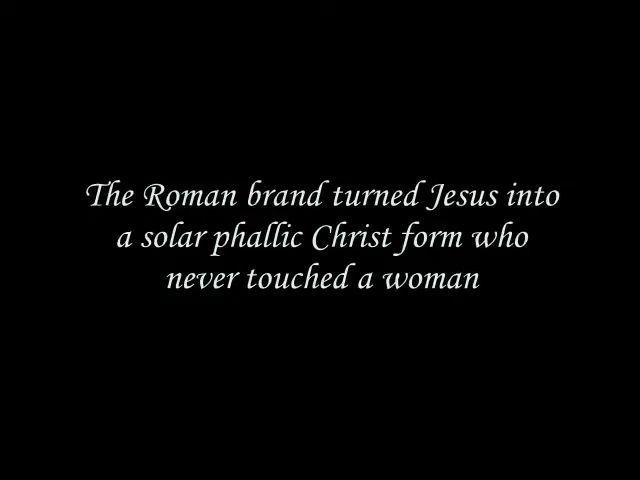 The Roman brand turned Jesus into
a solar phallic Christ form who
never touched a woman